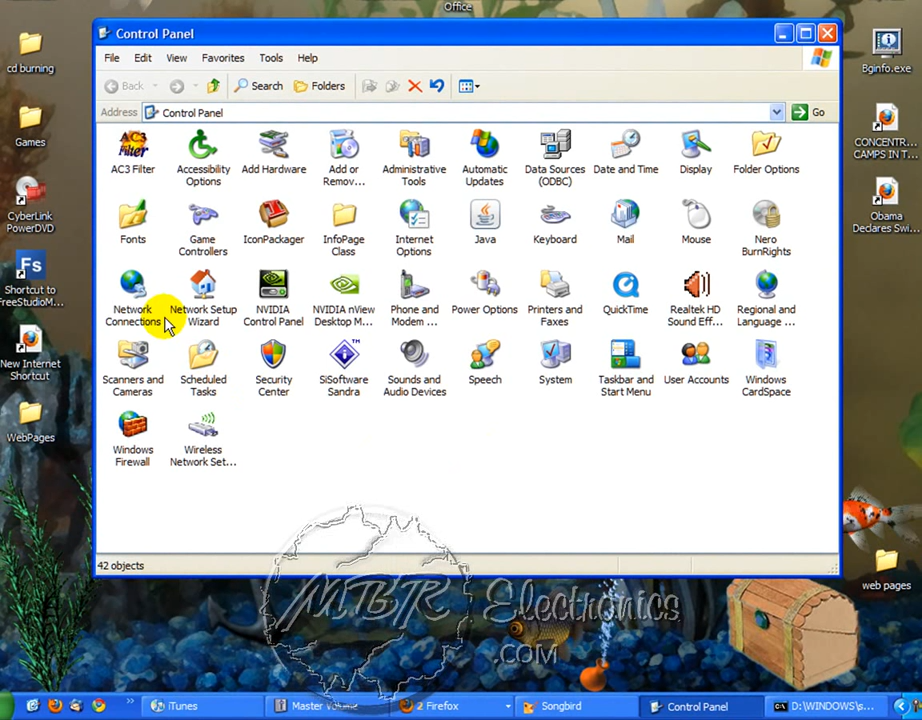 Office
cd burning
Games
CyberLink
PowerDVD
Shortcut to
FreeStudioM...
New Internet
Shortcut
WebPages
Control Panel
File Edit View Favorites Tools Help
Back Search Folders
Address Control Panel Go
AC3 Filter
Accessibility
Options
Add Hardware
Add or
Remov...
Administrative
Tools
Automatic
Updates
Data Sources
(ODBC)
Date and Time
Display
Folder Options
Fonts
Game
Controllers
IconPackager
InfoPage
Class
Internet
Options
Java
Keyboard
Mail
Mouse
Nero
BurnRights
Network
Connections
Network Setup
Wizard
NVIDIA
Control Panel
NVIDIA nView
Desktop M...
Phone and
Modem ...
Power Options
Printers and
Faxes
QuickTime
Realtek HD
Sound Eff...
Regional and
Language ...
Scanners and
Cameras
Scheduled
Tasks
Security
Center
SiSoftware
Sandra
Sounds and
Audio Devices
Speech
System
Taskbar and
Start Menu
User Accounts
Windows
CardSpace
Windows
Firewall
Wireless
Network Set...
42 objects
Bginfo.exe
CONCENTR...
CAMPS IN T...
Obama
Declares Swi...
web pages
MBR Electronics
.COM
iTunes
Master Volume
2 Firefox
Songbird
Control Panel
D:\WINDOWS\s...